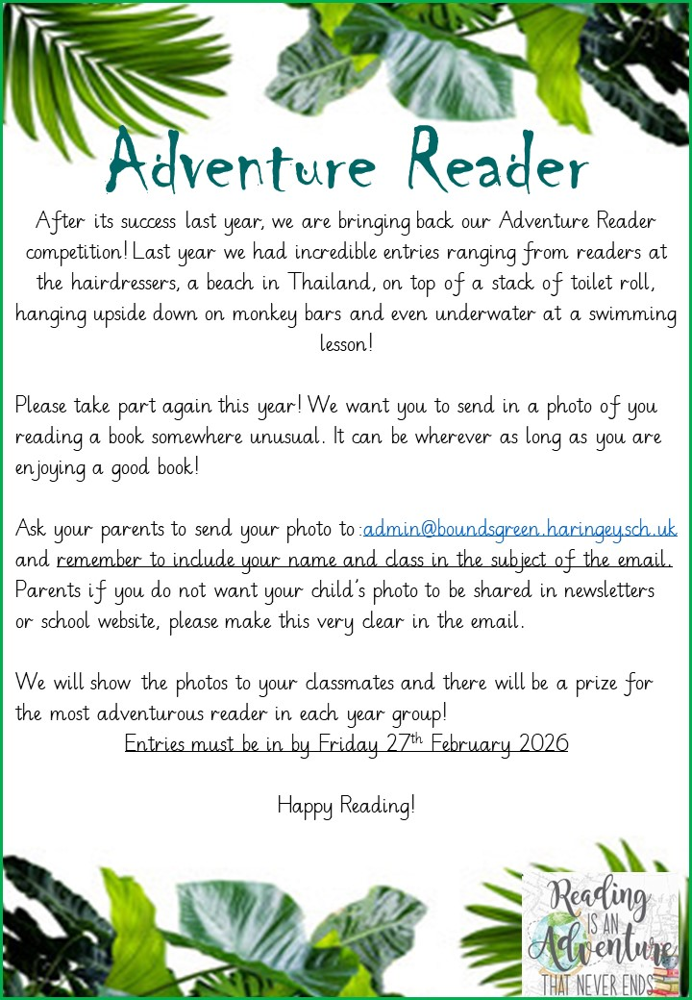 Adventure Reader
After its success last year, we are bringing back our Adventure Reader
competition! Last year we had incredible entries ranging from readers at
the hairdressers, a beach in Thailand, on top of a stack of toilet roll,
hanging upside down on monkey bars and even underwater at a swimming
lesson!
Please take part again this year! We want you to send in a photo of you
reading a book somewhere unusual. It can be wherever as long as you are
enjoying a good book!
Ask your parents to send your photo to :admin@boundsgreen.haringey.sch.uk
and remember to include your name and class in the subject of the email.
Parents if you do not want your child's photo to be shared in newsletters
or school website, please make this very clear in the email.
We will show the photos to your classmates and there will be a prize for
the most adventurous reader in each year group!
Entries must be in by Friday 27th February 2026
Happy Reading!
Reading
IS AN
Adventure
THAT NEVER ENDS